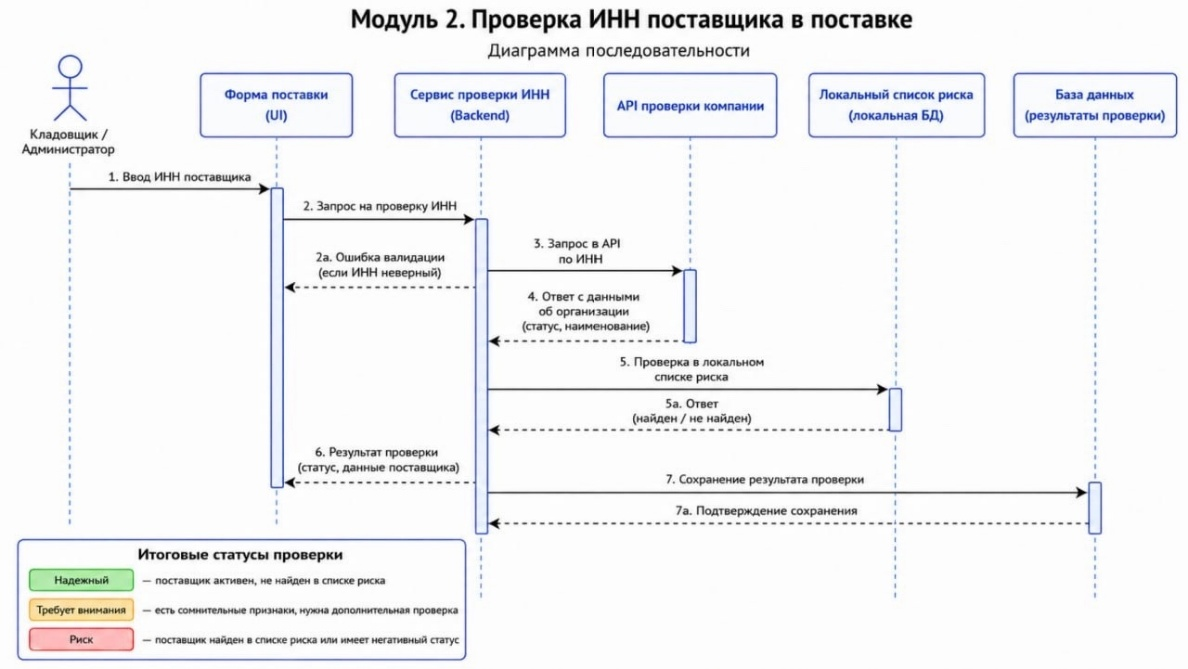 Модуль 2. Проверка ИНН поставщика в поставке
Диаграмма последовательности
Кладовщик /
Администратор
Форма поставки
(UI)
Сервис проверки ИНН
(Backend)
API проверки компании
Локальный список риска
(локальная БД)
База данных
(результаты проверки)
1. Ввод ИНН поставщика
2. Запрос на проверку ИНН
2а. Ошибка валидации
(если ИНН неверный)
3. Запрос в API
по ИНН
4. Ответ с данными
об организации
(статус, наименование)
5. Проверка в локальном
списке риска
5а. Ответ
(найден / не найден)
6. Результат проверки
(статус, данные поставщика)
7. Сохранение результата проверки
7а. Подтверждение сохранения
Итоговые статусы проверки
Надежный — поставщик активен, не найден в списке риска
Требует внимания — есть сомнительные признаки, нужна дополнительная проверка
Риск — поставщик найден в списке риска или имеет негативный статус